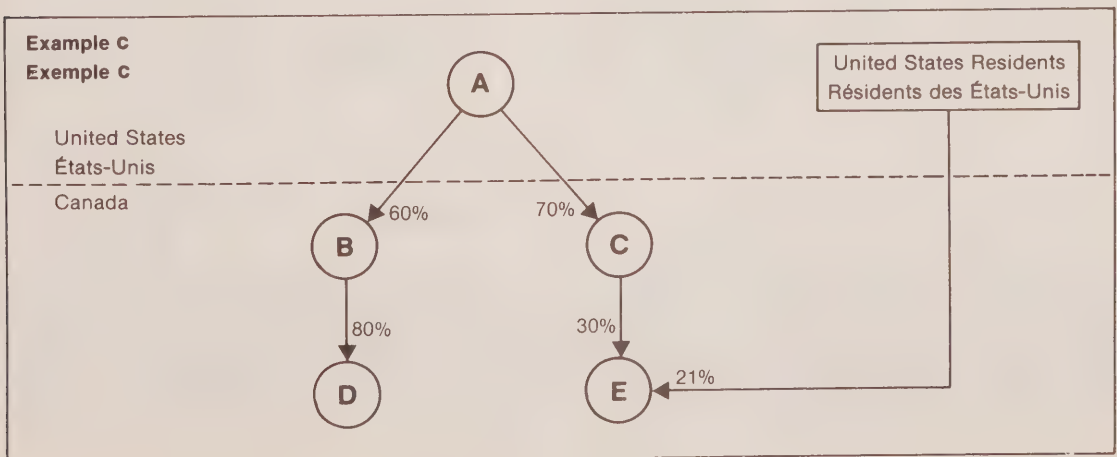 Example C
Exemple C
A
United States Residents
Résidents des États-Unis
United States
États-Unis
Canada
60%
70%
B
C
80%
30%
D
E
21%